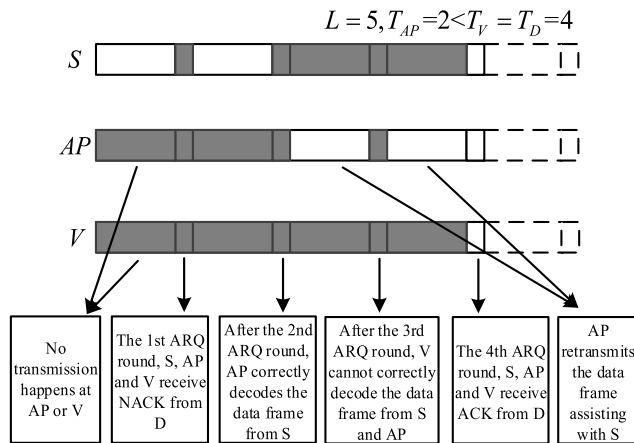 L = 5, T_AP = 2 < T_V = T_D = 4
S
AP
V
No
transmission
happens at
AP or V
The 1st ARQ
round, S, AP
and V receive
NACK from
D
After the 2nd
ARQ round,
AP correctly
decodes the
data frame
from S
After the 3rd
ARQ round, V
cannot correctly
decode the data
frame from S
and AP
The 4th ARQ
round, S, AP
and V receive
ACK from D
AP
retransmits
the data
frame
assisting
with S